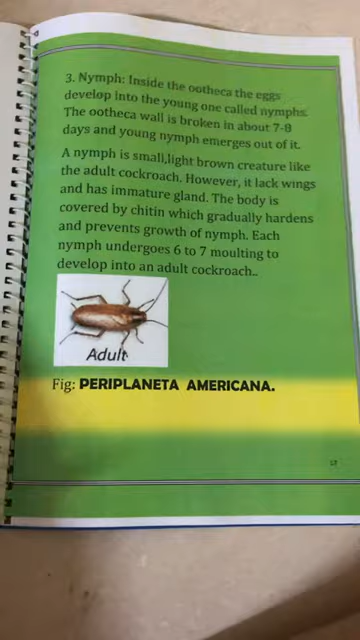 3. Nymph: Inside the ootheca the eggs
develop into the young one called nymphs.
The ootheca wall is broken in about 7-8
days and young nymph emerges out of it.
A nymph is small,light brown creature like
the adult cockroach. However, it lack wings
and has immature gland. The body is
covered by chitin which gradually hardens
and prevents growth of nymph. Each
nymph undergoes 6 to 7 moulting to
develop into an adult cockroach..
Adult
Fig: PERIPLANETA AMERICANA.